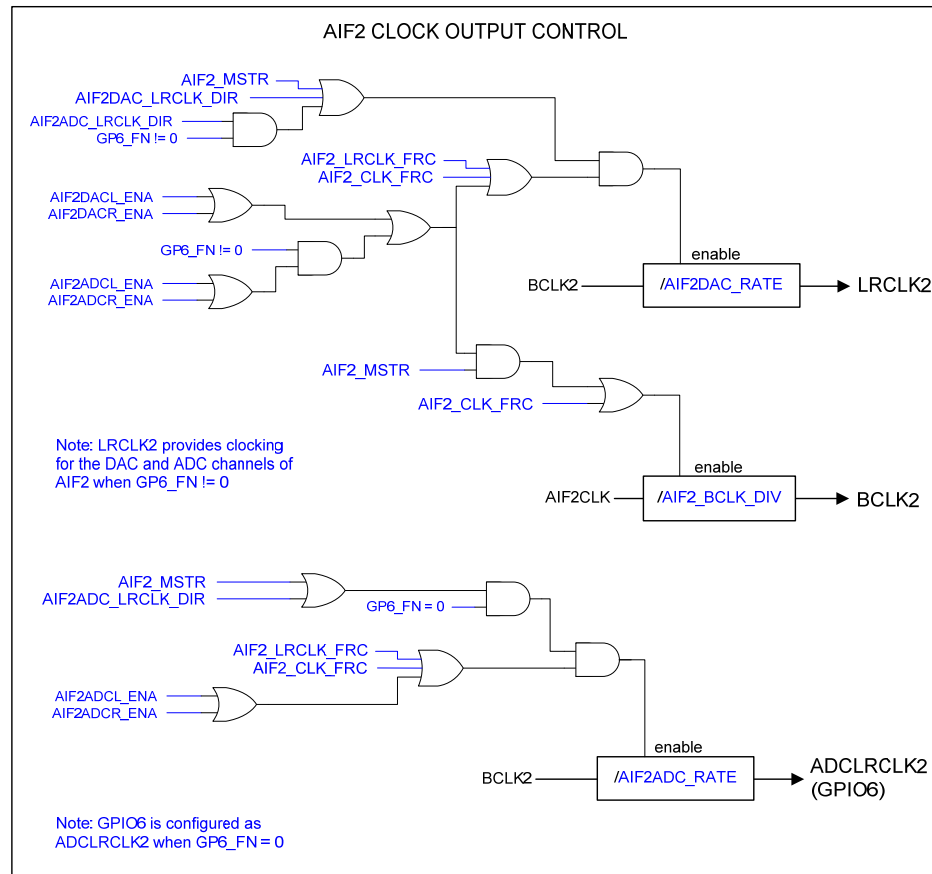 AIF2 CLOCK OUTPUT CONTROL
AIF2_MSTR
AIF2DAC_LRCLK_DIR
AIF2ADC_LRCLK_DIR
GP6_FN != 0
AIF2_LRCLK_FRC
AIF2_CLK_FRC
AIF2DACL_ENA
AIF2DACR_ENA
GP6_FN != 0
AIF2ADCL_ENA
AIF2ADCR_ENA
enable
BCLK2
/AIF2DAC_RATE
LRCLK2
AIF2_MSTR
AIF2_CLK_FRC
Note: LRCLK2 provides clocking
for the DAC and ADC channels of
AIF2 when GP6_FN != 0
enable
AIF2CLK
/AIF2_BCLK_DIV
BCLK2
AIF2_MSTR
AIF2ADC_LRCLK_DIR
GP6_FN = 0
AIF2_LRCLK_FRC
AIF2_CLK_FRC
AIF2ADCL_ENA
AIF2ADCR_ENA
enable
BCLK2
/AIF2ADC_RATE
ADCLRCLK2
(GPIO6)
Note: GPIO6 is configured as
ADCLRCLK2 when GP6_FN = 0